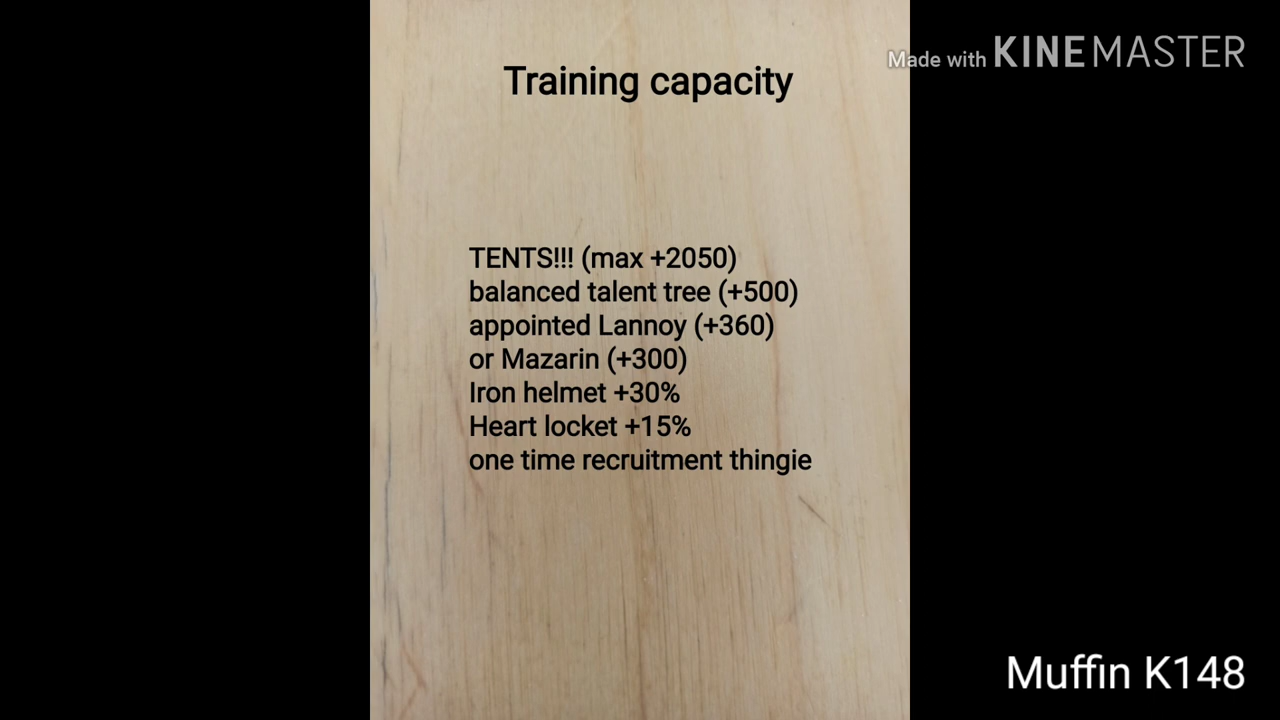 Made with KINEMASTER
Training capacity
TENTS!!! (max +2050)
balanced talent tree (+500)
appointed Lannoy (+360)
or Mazarin (+300)
Iron helmet +30%
Heart locket +15%
one time recruitment thingie
Muffin K148